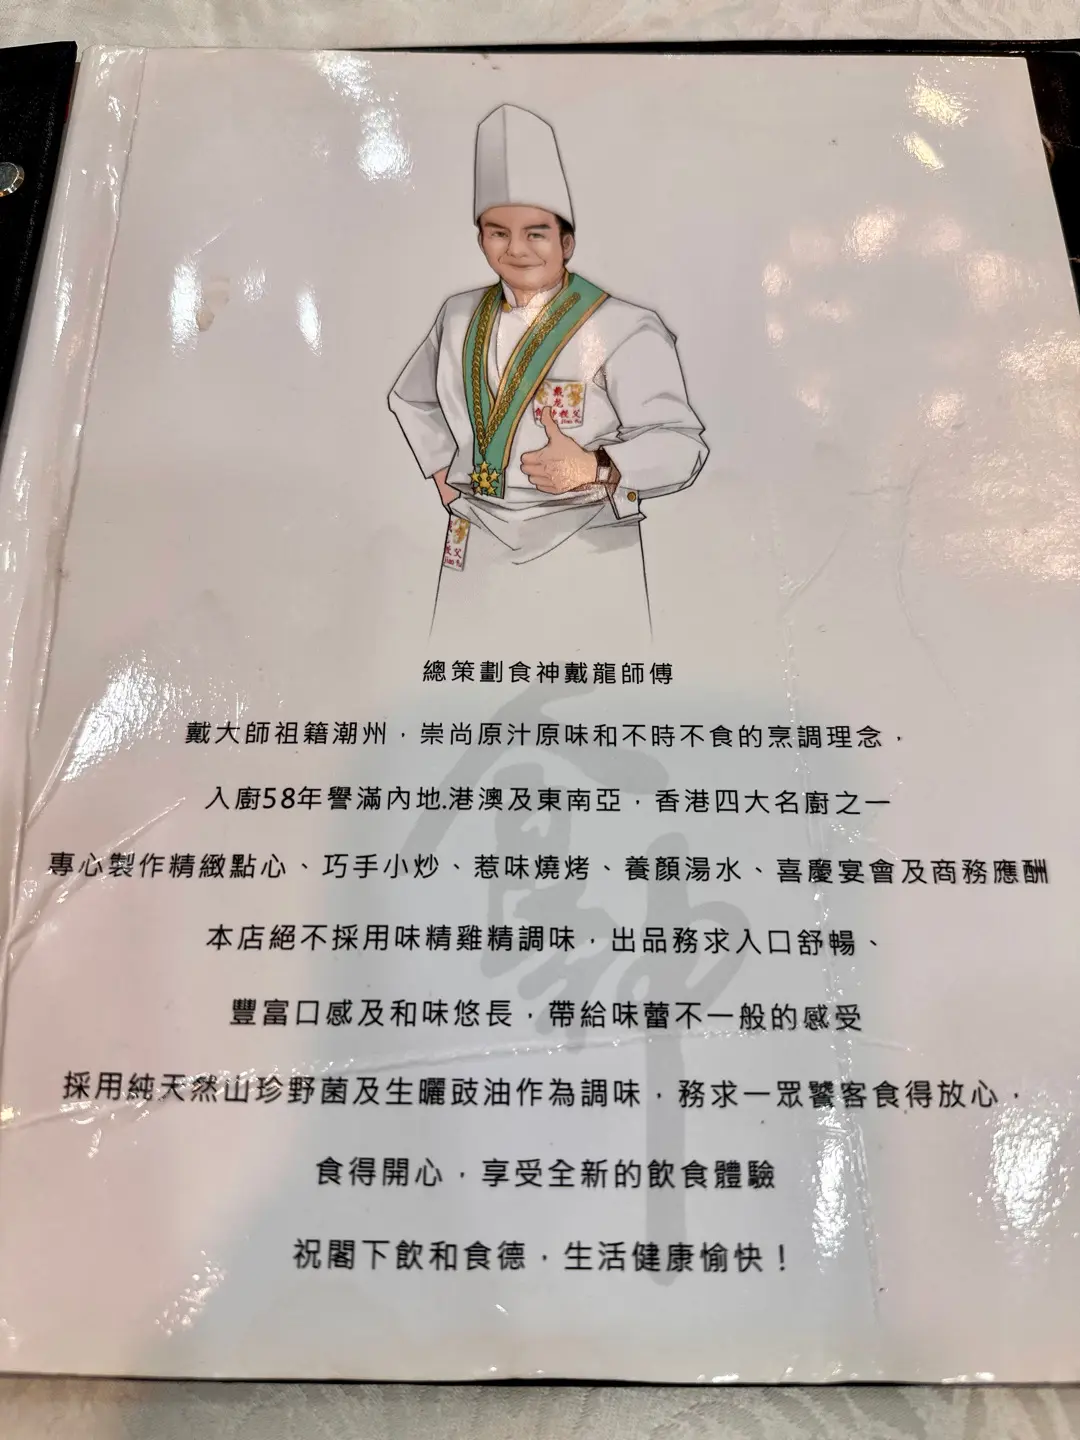 戴
龙
食神教父
父
總策劃食神戴龍師傅
戴大師祖籍潮州，崇尚原汁原味和不時不食的烹調理念，
入廚58年譽滿內地.港澳及東南亞，香港四大名廚之一
專心製作精緻點心、巧手小炒、惹味燒烤、養顏湯水、喜慶宴會及商務應酬
本店絕不採用味精雞精調味，出品務求入口舒暢、
豐富口感及和味悠長，帶給味蕾不一般的感受
採用純天然山珍野菌及生曬豉油作為調味，務求一眾饕客食得放心，
食得開心，享受全新的飲食體驗
祝閣下飲和食德，生活健康愉快！
食神